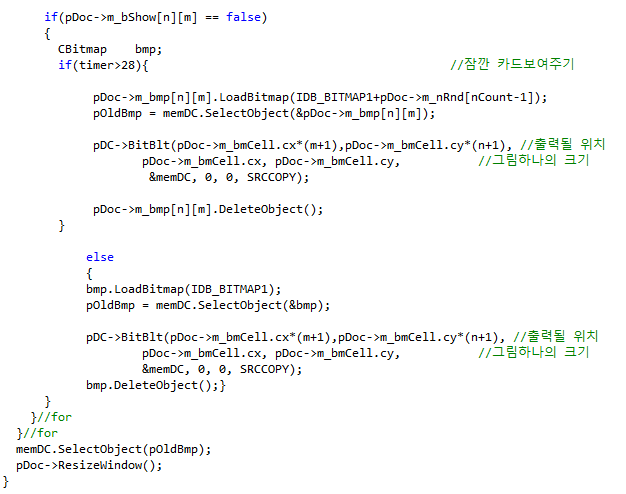 if(pDoc->m_bShow[n][m] == false)
{
CBitmap    bmp;
if(timer>28){                                          //잠깐 카드보여주기
pDoc->m_bmp[n][m].LoadBitmap(IDB_BITMAP1+pDoc->m_nRnd[nCount-1]);
pOldBmp = memDC.SelectObject(&pDoc->m_bmp[n][m]);
pDC->BitBlt(pDoc->m_bmCell.cx*(m+1),pDoc->m_bmCell.cy*(n+1), //출력될 위치
pDoc->m_bmCell.cx, pDoc->m_bmCell.cy,           //그림하나의 크기
&memDC, 0, 0, SRCCOPY);
pDoc->m_bmp[n][m].DeleteObject();
}
else
{
bmp.LoadBitmap(IDB_BITMAP1);
pOldBmp = memDC.SelectObject(&bmp);
pDC->BitBlt(pDoc->m_bmCell.cx*(m+1),pDoc->m_bmCell.cy*(n+1), //출력될 위치
pDoc->m_bmCell.cx, pDoc->m_bmCell.cy,           //그림하나의 크기
&memDC, 0, 0, SRCCOPY);
bmp.DeleteObject();}
}
}//for
}//for
memDC.SelectObject(pOldBmp);
pDoc->ResizeWindow();
}